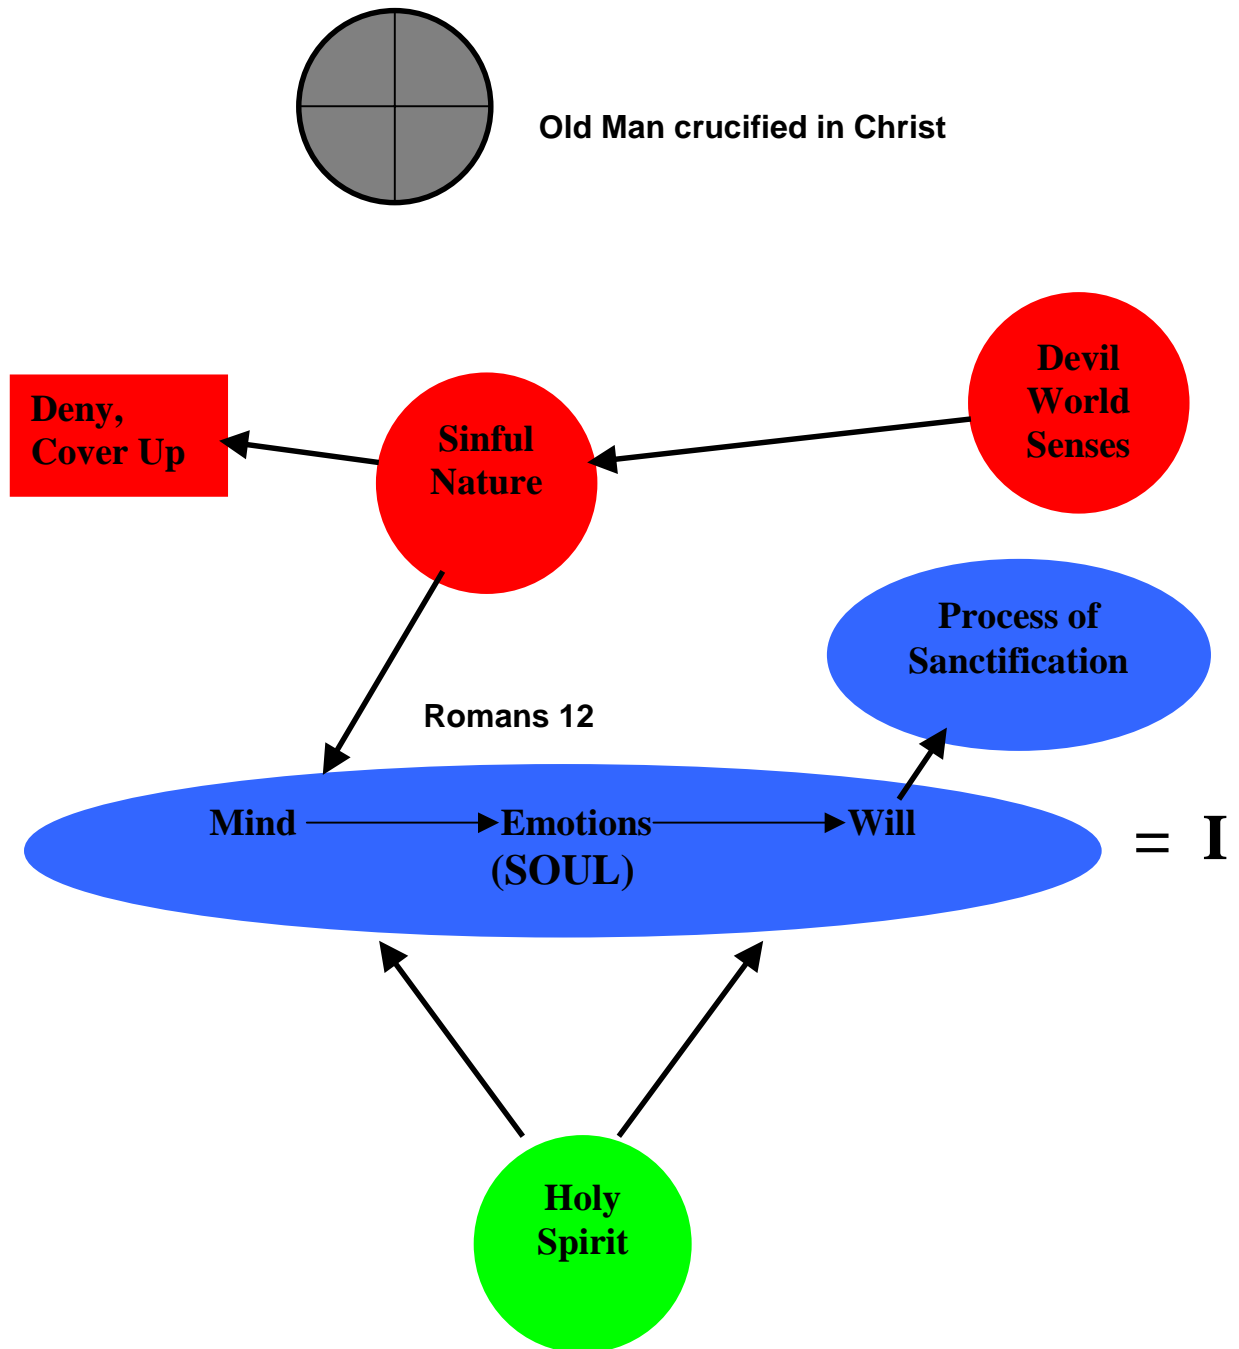 Old Man crucified in Christ
Devil
World
Senses
Deny,
Cover Up
Sinful
Nature
Process of
Sanctification
Romans 12
Mind Emotions Will
(SOUL)
= I
Holy
Spirit